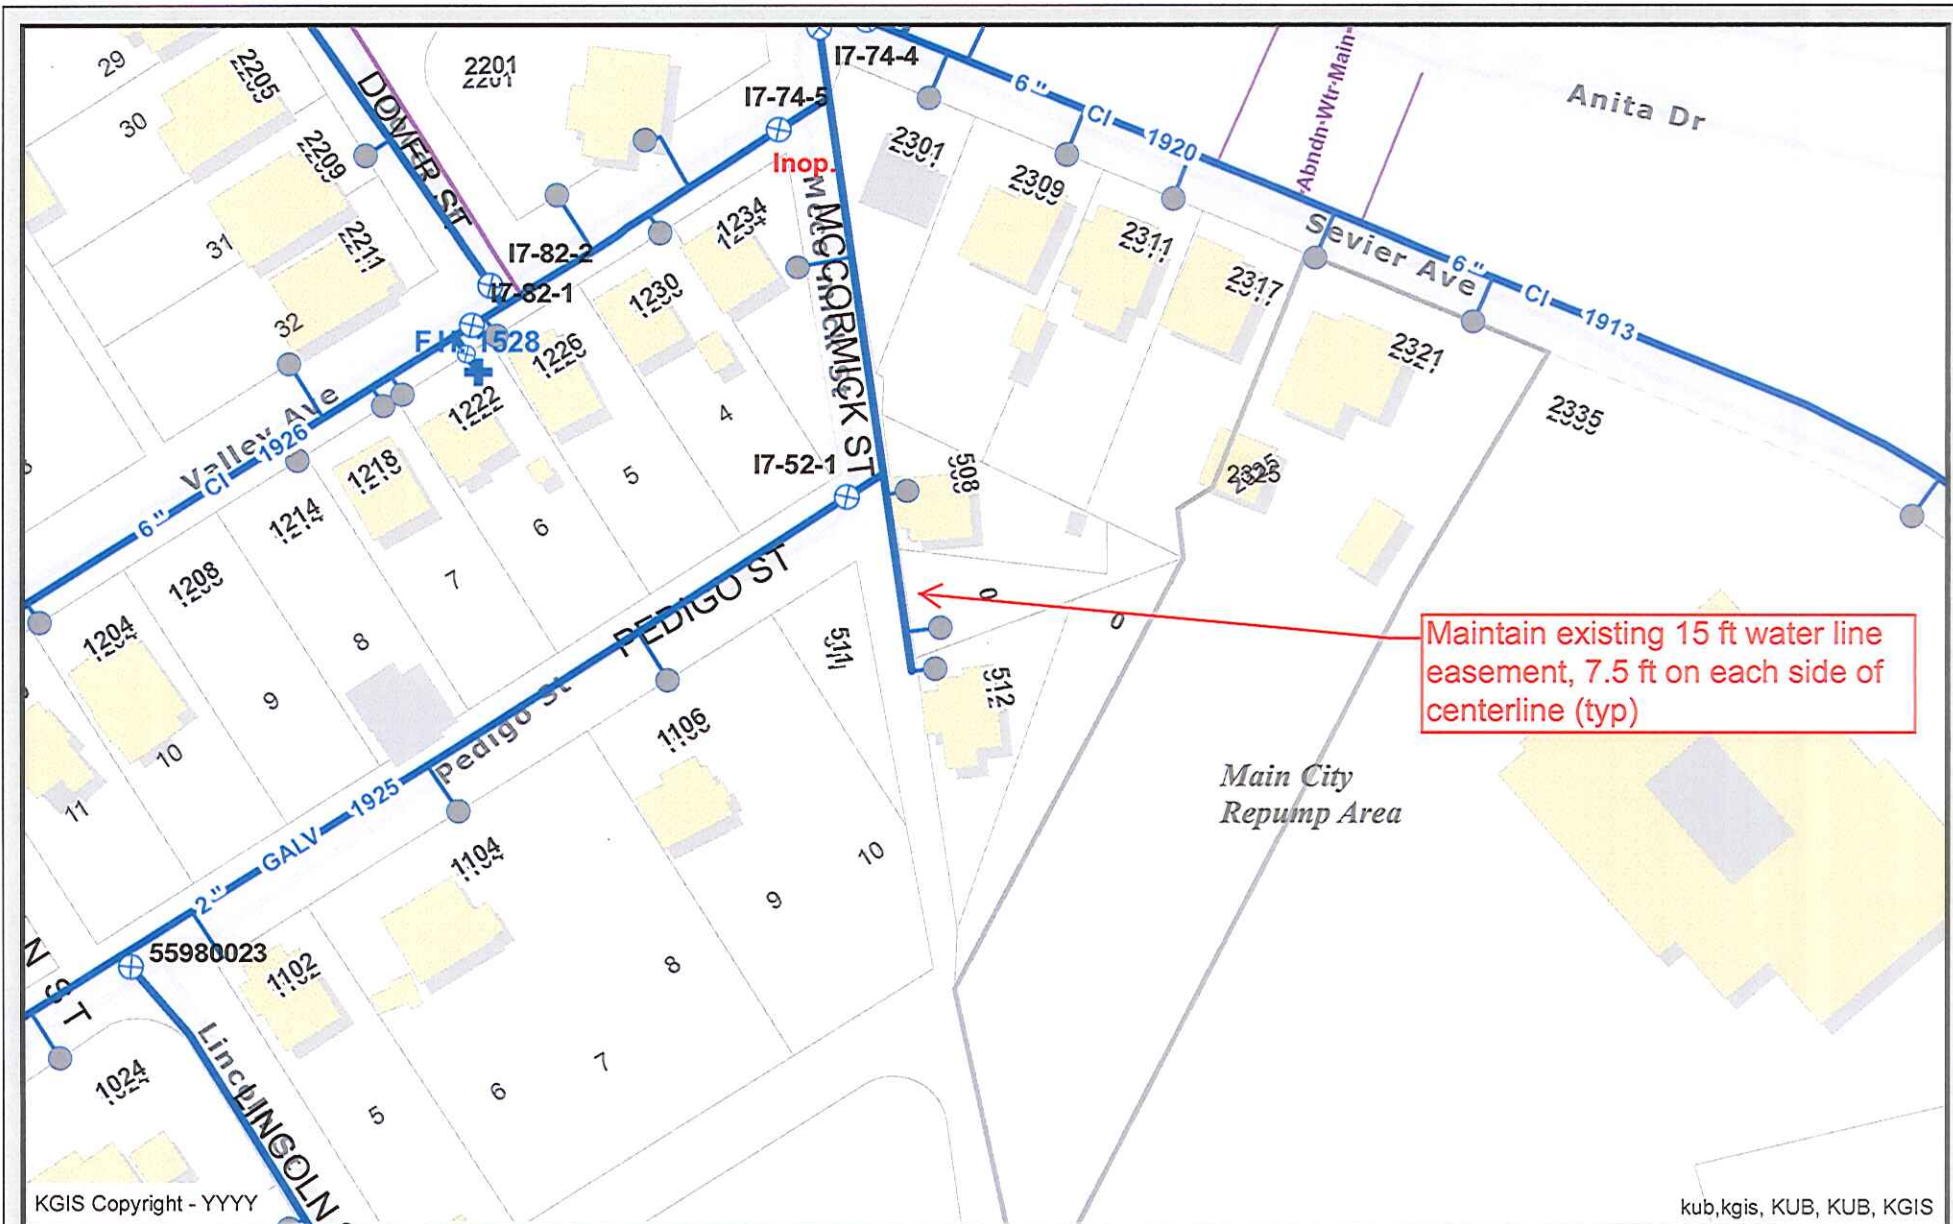 29
2205
30
2209
31
2211
32
DOWER ST
2201
I7-74-4
I7-74-5
Inop.
6" CI 1920
Abndn-Wtr-Main
Anita Dr
2301
2309
2311
2317
Sevier Ave
6" CI 1913
2321
2325
2335
1234
1230
I7-82-2
I7-82-1
F.H. 1528
1226
1222
1218
1214
1208
1204
Valley Ave
6" CI 1926
MCCORMICK ST
4
5
6
7
8
9
10
11
I7-52-1
508
0
0
PEDIGO ST
511
512
Maintain existing 15 ft water line
easement, 7.5 ft on each side of
centerline (typ)
Main City
Repump Area
Pedigo St
2" GALV 1925
1106
1104
1102
10
9
8
7
6
5
55980023
N ST
1024
LINCOLN S
KGIS Copyright - YYYY
kub,kgis, KUB, KUB, KGIS